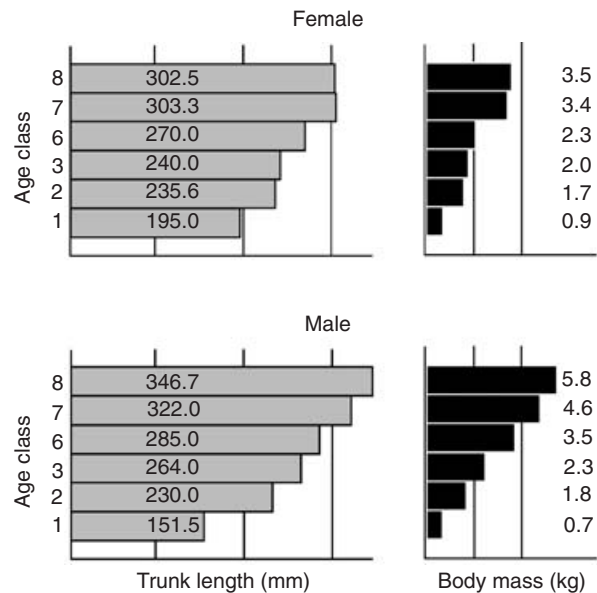 Female
8 302.5 3.5
7 303.3 3.4
6 270.0 2.3
3 240.0 2.0
2 235.6 1.7
1 195.0 0.9
Age class
Male
8 346.7 5.8
7 322.0 4.6
6 285.0 3.5
3 264.0 2.3
2 230.0 1.8
1 151.5 0.7
Age class
Trunk length (mm) Body mass (kg)